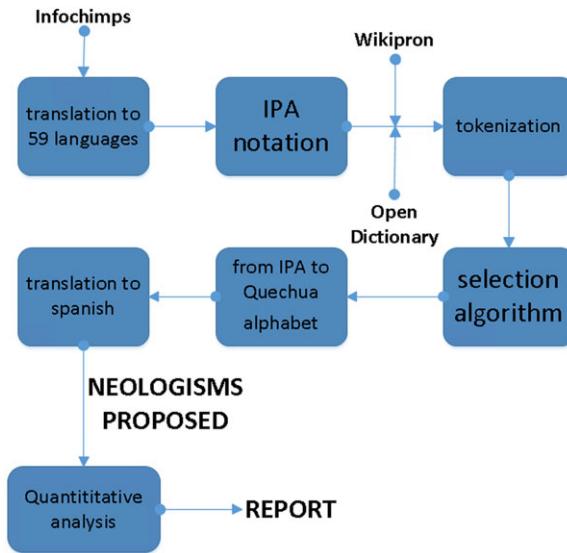 Infochimps
Wikipron
translation to
59 languages
IPA
notation
tokenization
Open
Dictionary
translation to
spanish
from IPA to
Quechua
alphabet
selection
algorithm
NEOLOGISMS
PROPOSED
Quantititative
analysis
REPORT